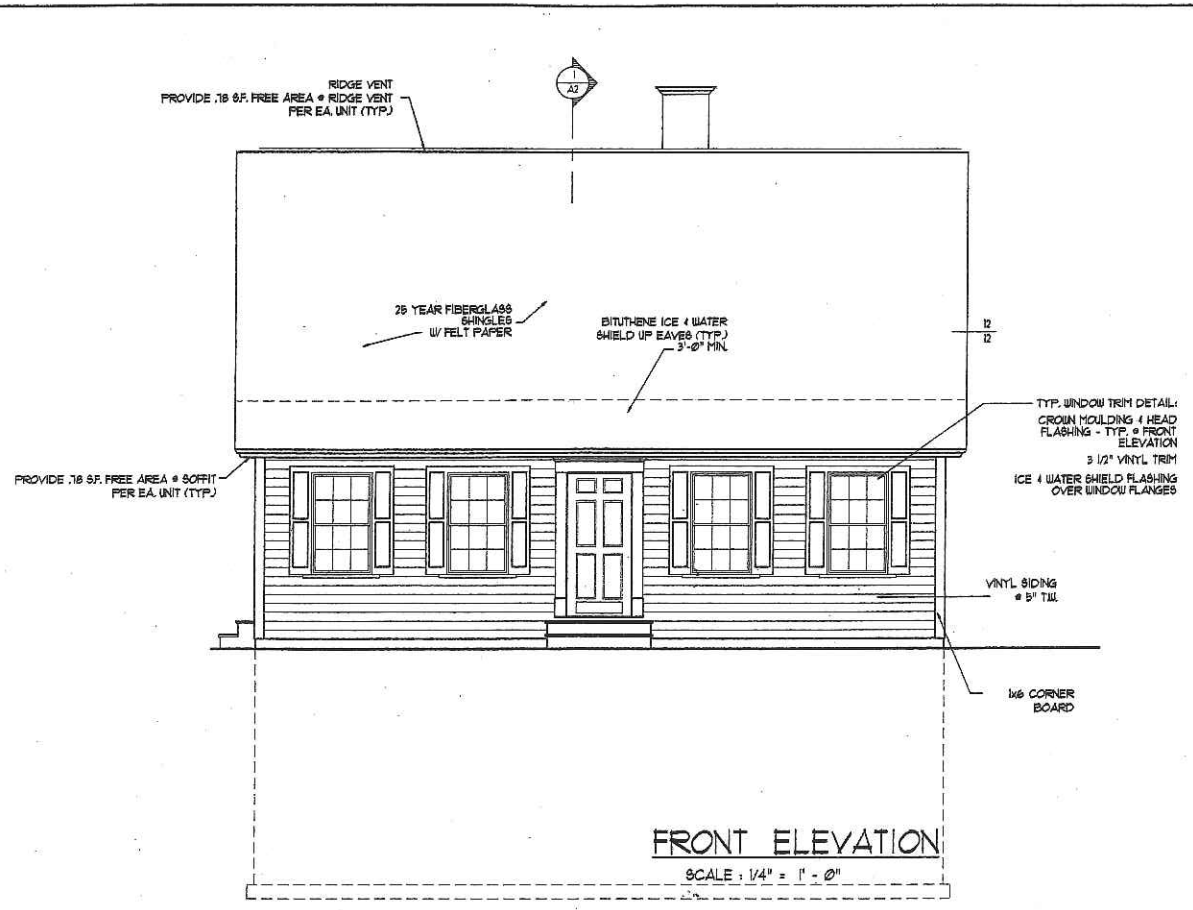 RIDGE VENT
PROVIDE .78 S.F. FREE AREA @ RIDGE VENT
PER EA. UNIT (TYP.)
1
A2
25 YEAR FIBERGLASS
SHINGLES
W/ FELT PAPER
BITUTHENE ICE & WATER
SHIELD UP EAVES (TYP.)
3'-0" MIN.
12
12
TYP. WINDOW TRIM DETAIL:
CROWN MOULDING & HEAD
FLASHING - TYP. @ FRONT
ELEVATION
3 1/2" VINYL TRIM
ICE & WATER SHIELD FLASHING
OVER WINDOW FLANGES
PROVIDE .78 S.F. FREE AREA @ SOFFIT
PER EA. UNIT (TYP.)
VINYL SIDING
@ 5" T.W.
1x6 CORNER
BOARD
FRONT ELEVATION
SCALE : 1/4" = 1' - 0"